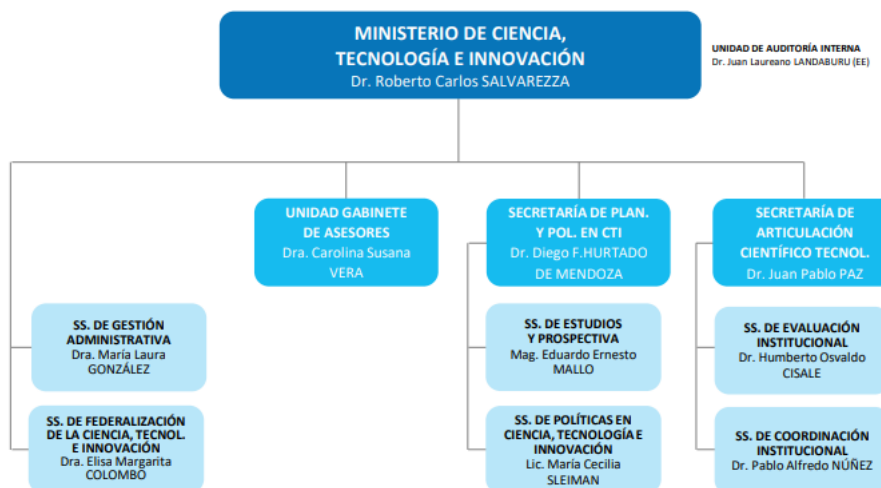 MINISTERIO DE CIENCIA,
TECNOLOGÍA E INNOVACIÓN
Dr. Roberto Carlos SALVAREZZA
UNIDAD DE AUDITORÍA INTERNA
Dr. Juan Laureano LANDABURU (EE)
UNIDAD GABINETE
DE ASESORES
Dra. Carolina Susana
VERA
SECRETARÍA DE PLAN.
Y POL. EN CTI
Dr. Diego F.HURTADO
DE MENDOZA
SECRETARÍA DE
ARTICULACIÓN
CIENTÍFICO TECNOL.
Dr. Juan Pablo PAZ
SS. DE GESTIÓN
ADMINISTRATIVA
Dra. María Laura
GONZÁLEZ
SS. DE ESTUDIOS
Y PROSPECTIVA
Mag. Eduardo Ernesto
MALLO
SS. DE EVALUACIÓN
INSTITUCIONAL
Dr. Humberto Osvaldo
CISALE
SS. DE FEDERALIZACIÓN
DE LA CIENCIA, TECNOL.
E INNOVACIÓN
Dra. Elisa Margarita
COLOMBO
SS. DE POLÍTICAS EN
CIENCIA, TECNOLOGÍA E
INNOVACIÓN
Lic. María Cecilia
SLEIMAN
SS. DE COORDINACIÓN
INSTITUCIONAL
Dr. Pablo Alfredo NÚÑEZ